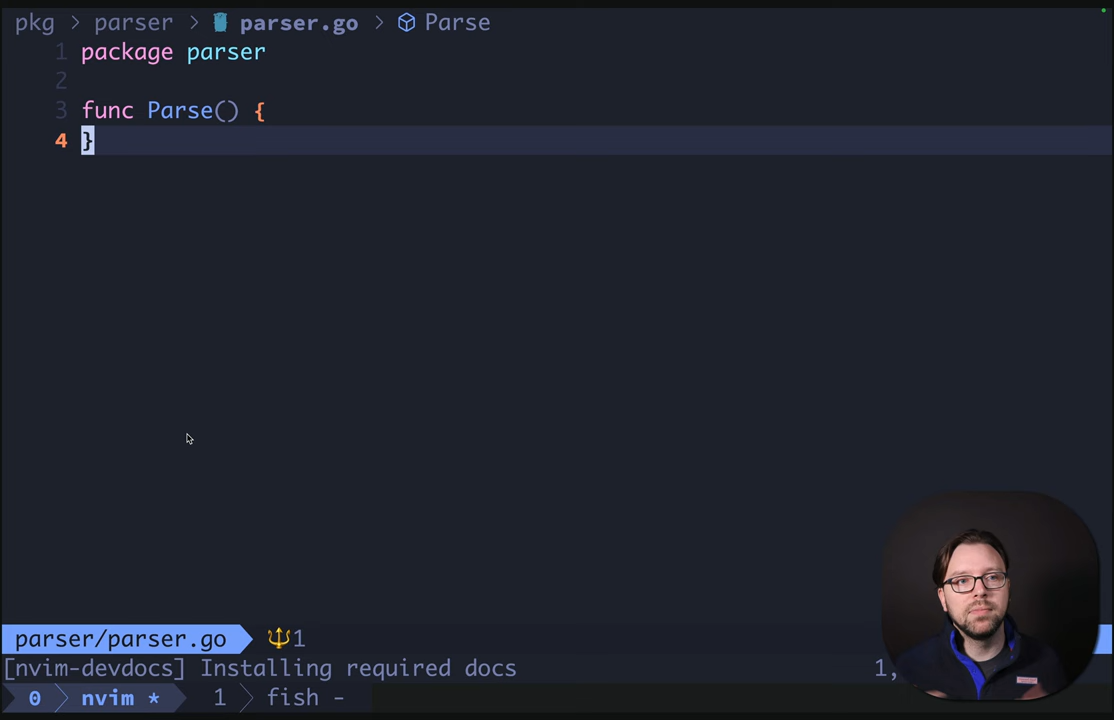 pkg > parser > parser.go > Parse
1 package parser
2
3 func Parse() {
4 }
parser/parser.go 1
[nvim-devdocs] Installing required docs 1,
0 nvim * 1 fish -